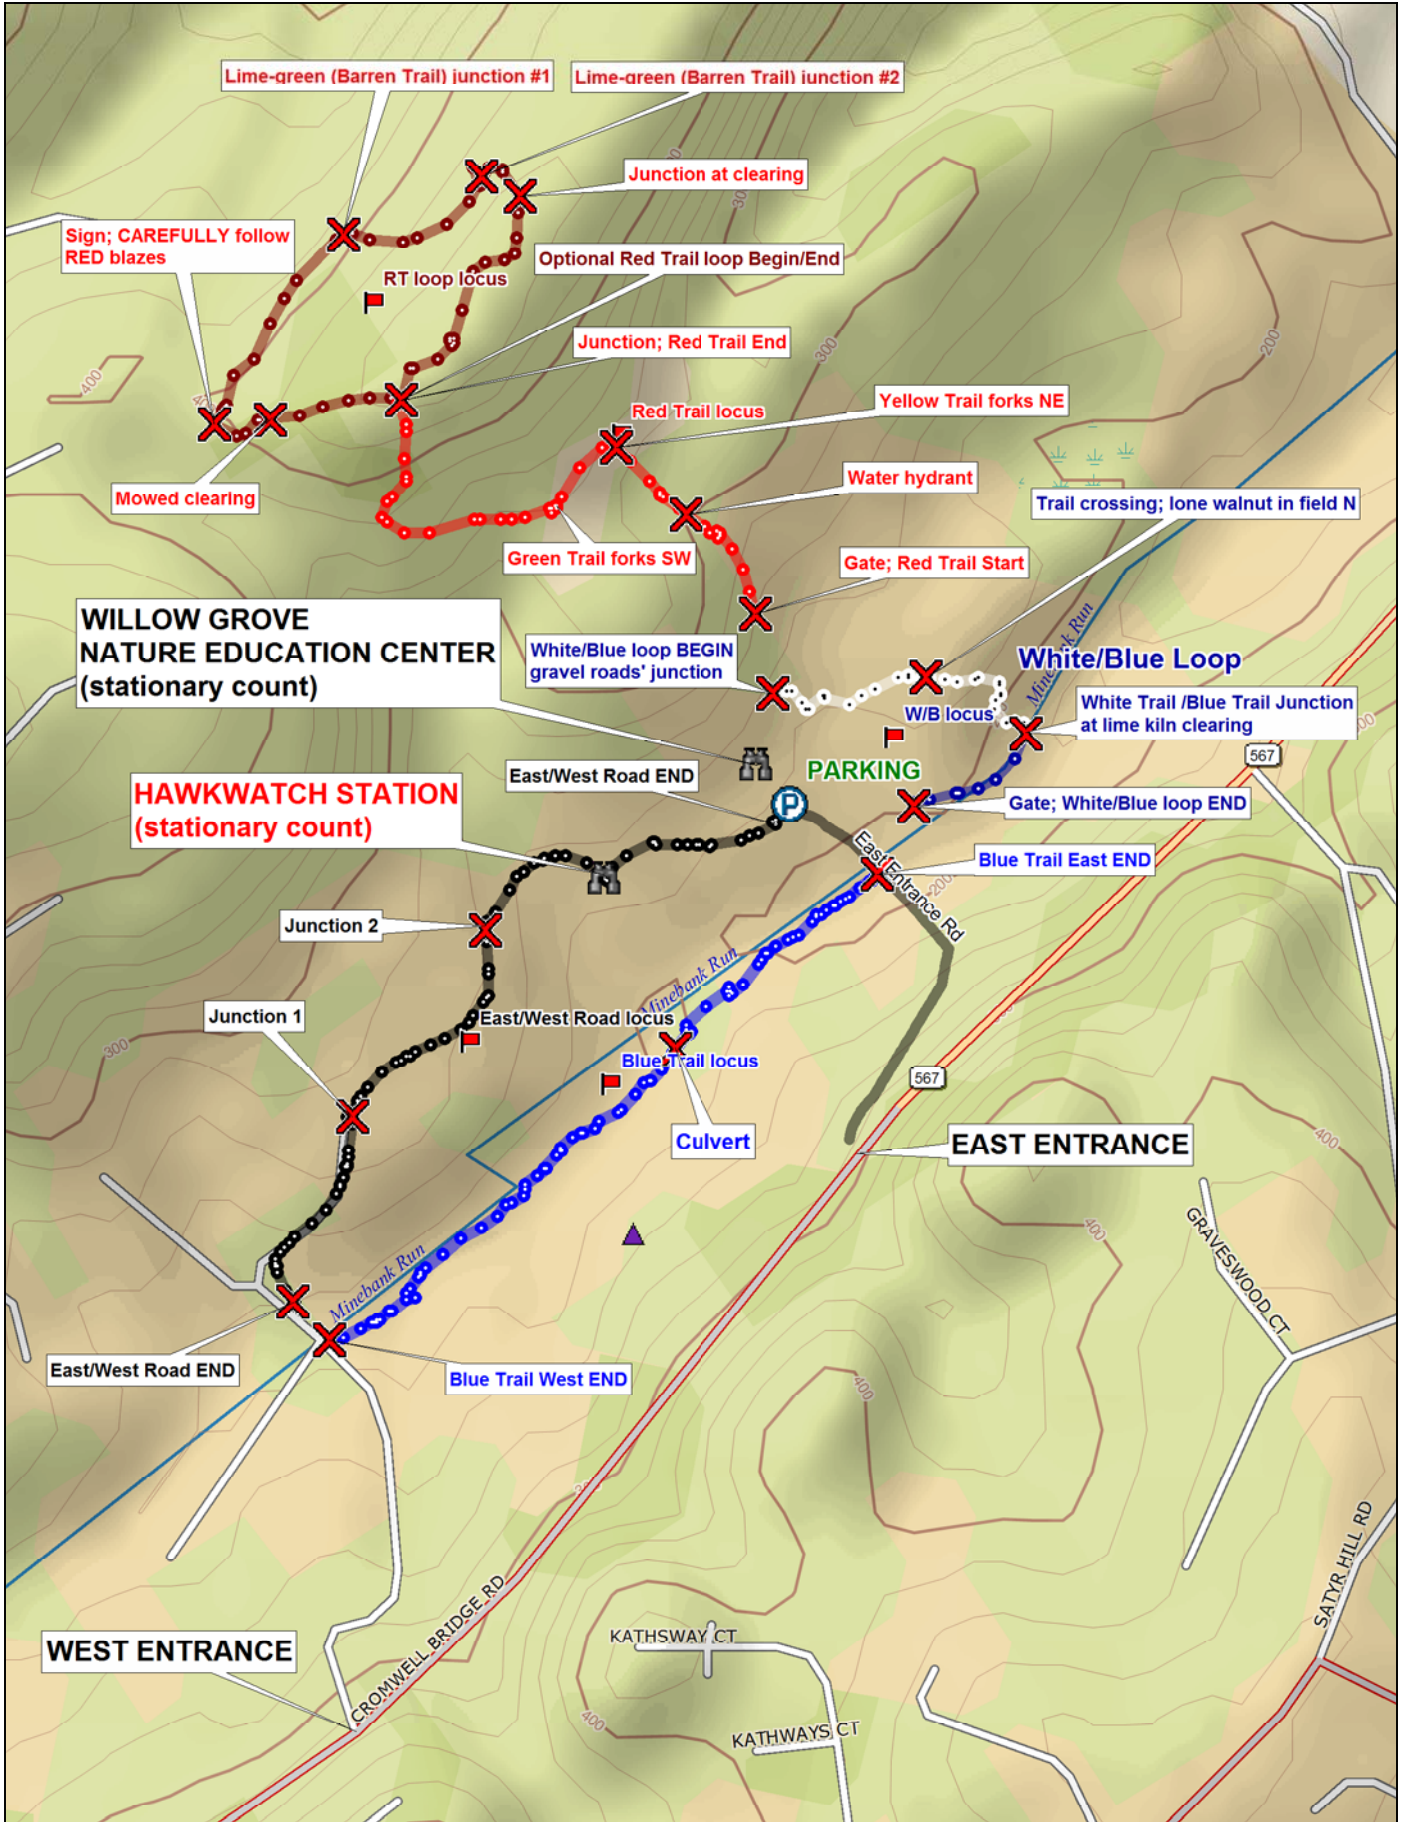 Lime-green (Barren Trail) junction #1
Lime-green (Barren Trail) junction #2
Junction at clearing
Sign; CAREFULLY follow
RED blazes
Optional Red Trail loop Begin/End
RT loop locus
Junction; Red Trail End
300
200
400
Yellow Trail forks NE
Red Trail locus
Water hydrant
Mowed clearing
Trail crossing; lone walnut in field N
Green Trail forks SW
Gate; Red Trail Start
WILLOW GROVE
NATURE EDUCATION CENTER
(stationary count)
White/Blue loop BEGIN
gravel roads' junction
Minebank Run
White/Blue Loop
White Trail /Blue Trail Junction
at lime kiln clearing
W/B locus
567
East/West Road END
PARKING
P
HAWKWATCH STATION
(stationary count)
Gate; White/Blue loop END
East Entrance Rd
Blue Trail East END
200
Junction 2
Minebank Run
Junction 1
East/West Road locus
300
Blue Trail locus
567
Culvert
EAST ENTRANCE
400
400
GRAVESWOOD CT
Minebank Run
East/West Road END
Blue Trail West END
400
SATYR HILL RD
CROMWELL BRIDGE RD
WEST ENTRANCE
KATHSWAY CT
400
KATHWAYS CT